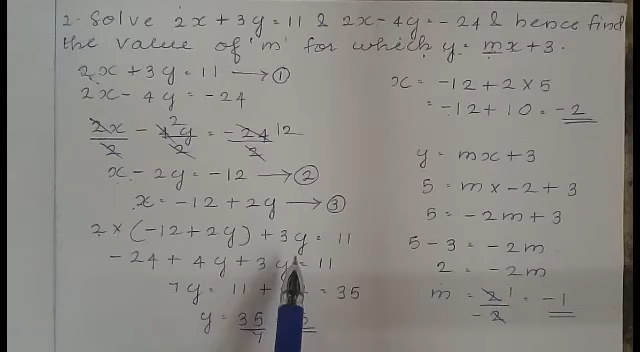 2. Solve 2x + 3y = 11 & 2x - 4y = -24 & hence find
the value of 'm' for which y = mx + 3.
2x + 3y = 11 → ①
2x - 4y = -24
2x/2 - 4y/2 2 = -24/2 12
x - 2y = -12 → ②
x = -12 + 2y → ③
2 × (-12 + 2y) + 3y = 11
-24 + 4y + 3y = 11
7y = 11 + = 35
y = 35/7
x = -12 + 2 × 5
= -12 + 10 = -2
y = mx + 3
5 = m × -2 + 3
5 = -2m + 3
5 - 3 = -2m
2 = -2m
m = 2/-2 1 = -1